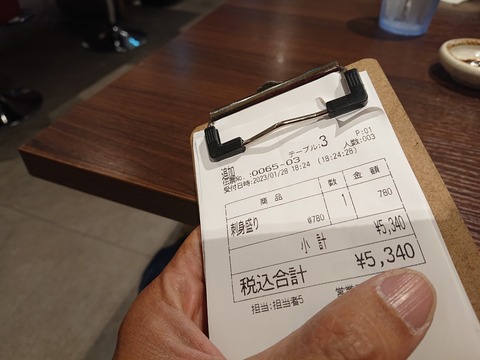 テーブル:3 P:01
追加 人数:003
伝票No.:0065-03 (18:24:28)
受付日時:2023/01/28 18:24
商品 数 金額
刺身盛り ¥780 1 780
小計 ¥5,340
税込合計 ¥5,340
担当:担当者5